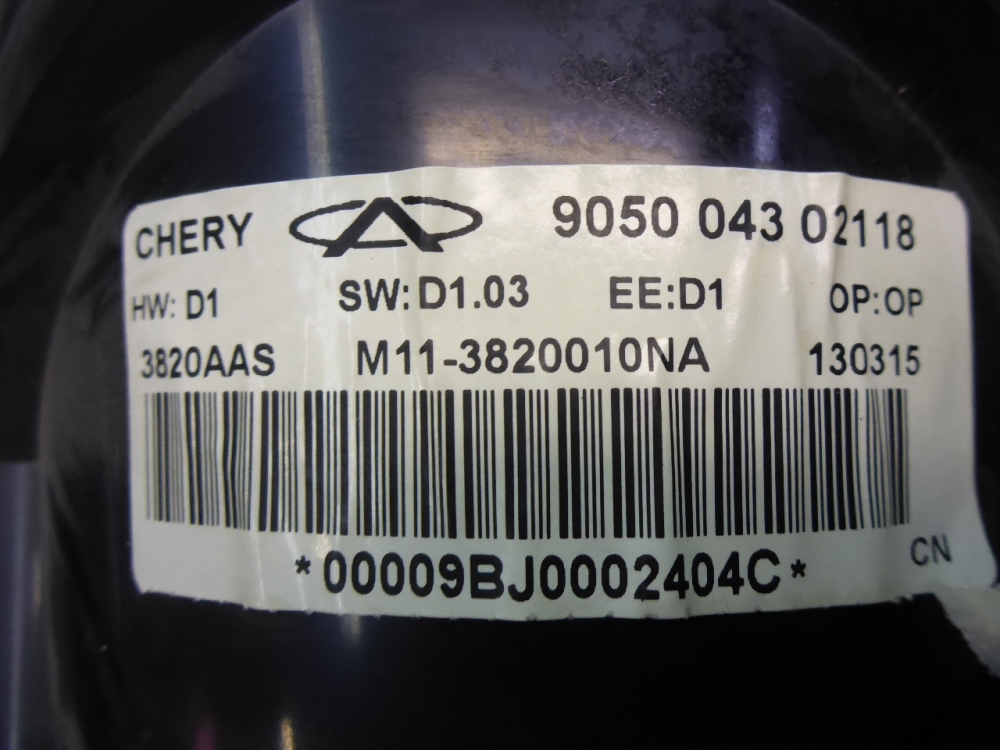 CHERY 9050 043 02118
HW: D1 SW:D1.03 EE:D1 OP:OP
3820AAS M11-3820010NA 130315
*00009BJ0002404C* CN